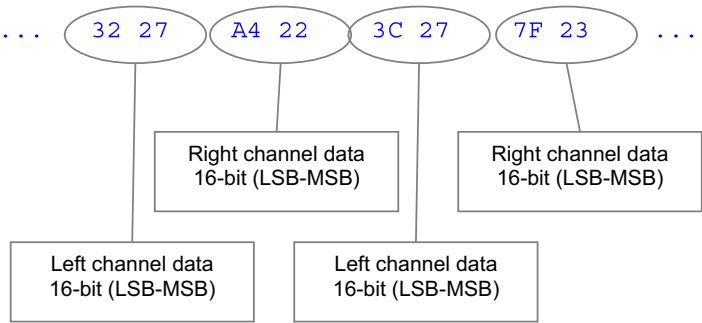 ... 32 27 A4 22 3C 27 7F 23 ...
Right channel data
16-bit (LSB-MSB)
Right channel data
16-bit (LSB-MSB)
Left channel data
16-bit (LSB-MSB)
Left channel data
16-bit (LSB-MSB)